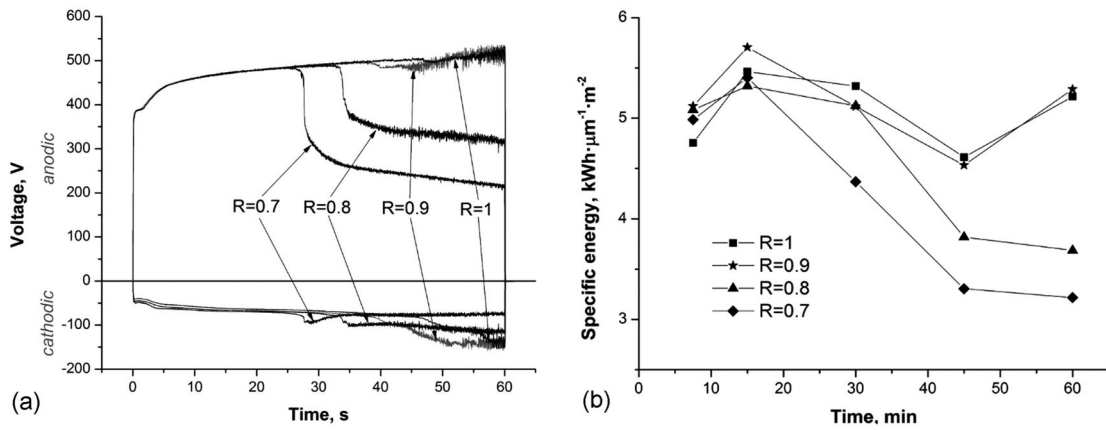 600
500
400
300
200
100
0
-100
-200
anodic
cathodic
Voltage, V
R=0.7
R=0.8
R=0.9
R=1
0
10
20
30
40
50
60
Time, s
(a)
6
5
4
3
Specific energy, kWh·μm⁻¹·m⁻²
R=1
R=0.9
R=0.8
R=0.7
10
20
30
40
50
60
Time, min
(b)